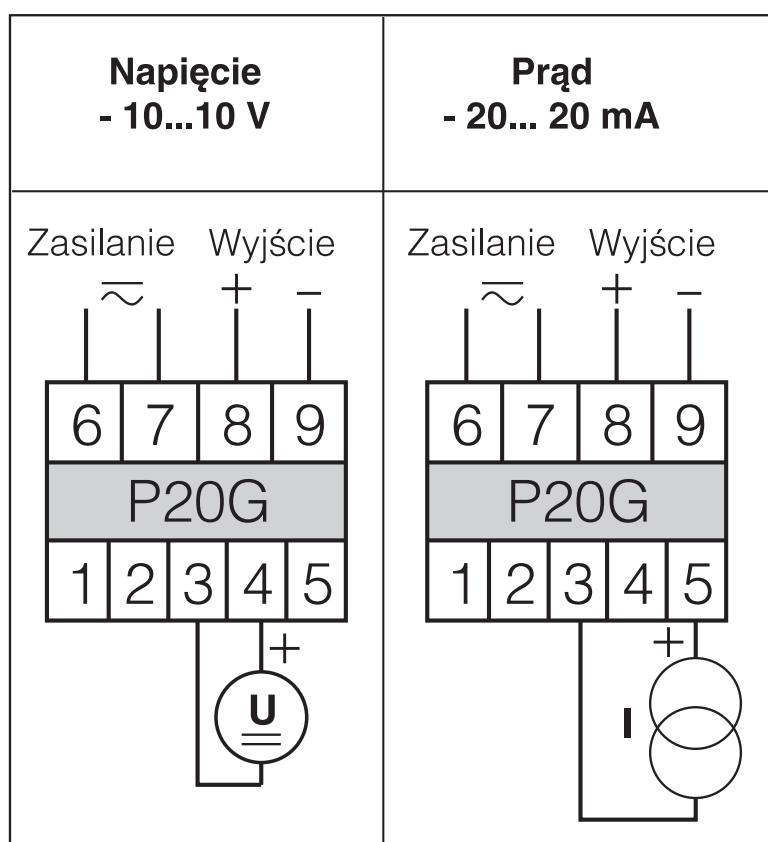 Napięcie
- 10...10 V
Prąd
- 20... 20 mA
Zasilanie Wyjście
+ –
6 7 8 9
P20G
1 2 3 4 5
+
U
Zasilanie Wyjście
+ –
6 7 8 9
P20G
1 2 3 4 5
+
I